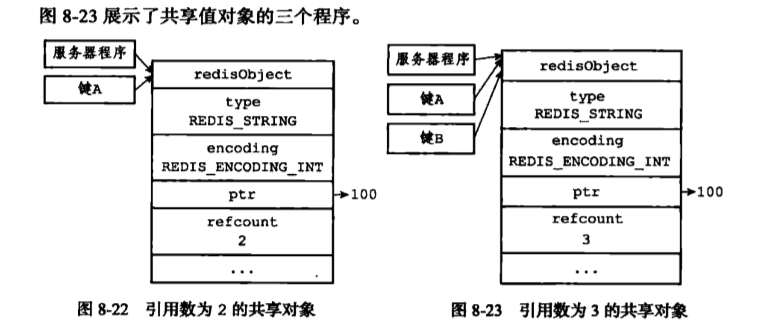 图 8-23 展示了共享值对象的三个程序。
服务器程序
键A
redisObject
type
REDIS_STRING
encoding
REDIS_ENCODING_INT
ptr
100
refcount
2
...
图 8-22 引用数为 2 的共享对象
服务器程序
键A
键B
redisObject
type
REDIS_STRING
encoding
REDIS_ENCODING_INT
ptr
100
refcount
3
...
图 8-23 引用数为 3 的共享对象